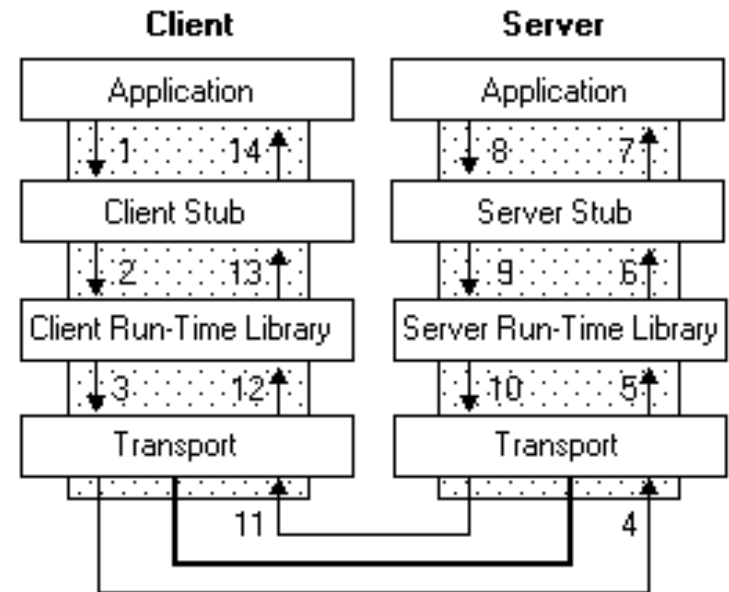 Client Server
Application Application
1 14 8 7
Client Stub Server Stub
2 13 9 6
Client Run-Time Library Server Run-Time Library
3 12 10 5
Transport Transport
11 4